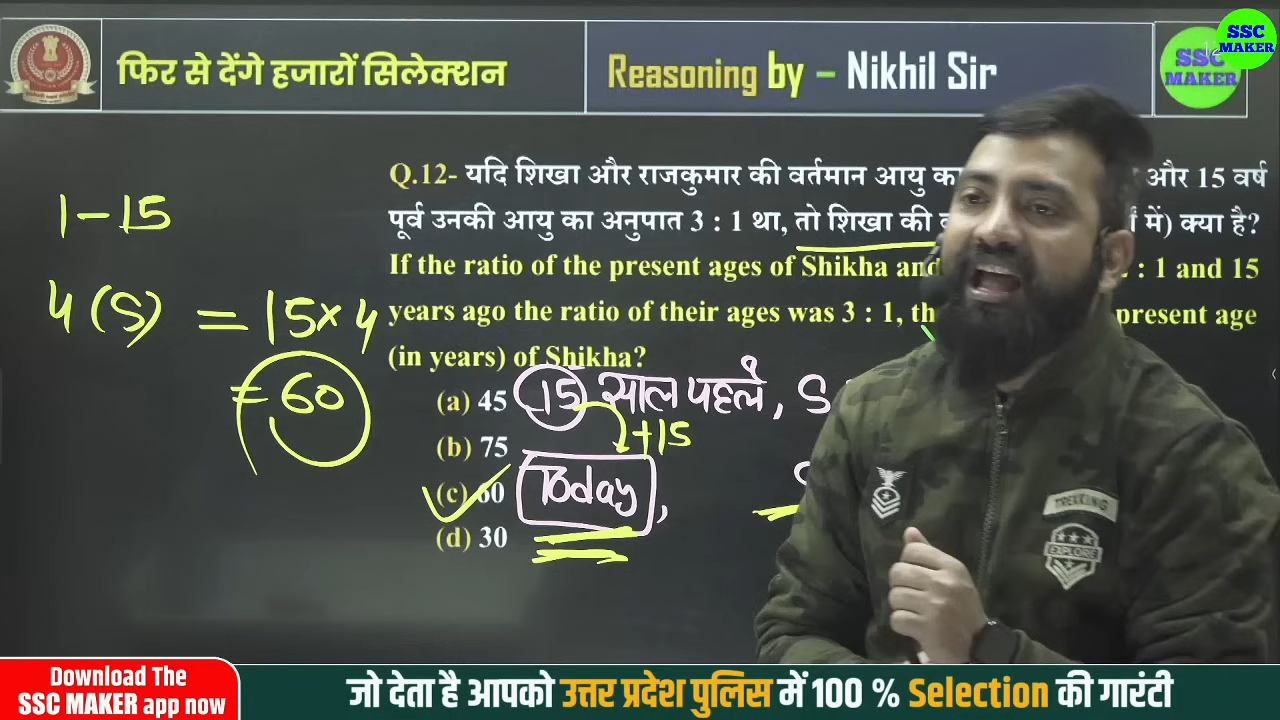 फिर से देंगे हजारों सिलेक्शन
Reasoning by – Nikhil Sir
SSC
MAKER
SSC
MAKER
Q.12- यदि शिखा और राजकुमार की वर्तमान आयु का और 15 वर्ष
पूर्व उनकी आयु का अनुपात 3 : 1 था, तो शिखा की में) क्या है?
If the ratio of the present ages of Shikha and : 1 and 15
years ago the ratio of their ages was 3 : 1, th present age
(in years) of Shikha?
(a) 45
(b) 75
(c) 60
(d) 30
1 – 15
4 (S) = 15 × 4
= 60
15 साल पहले, S
+15
Today,
TREKKING
EXPLORE
Download The
SSC MAKER app now
जो देता है आपको उत्तर प्रदेश पुलिस में 100 % Selection की गारंटी